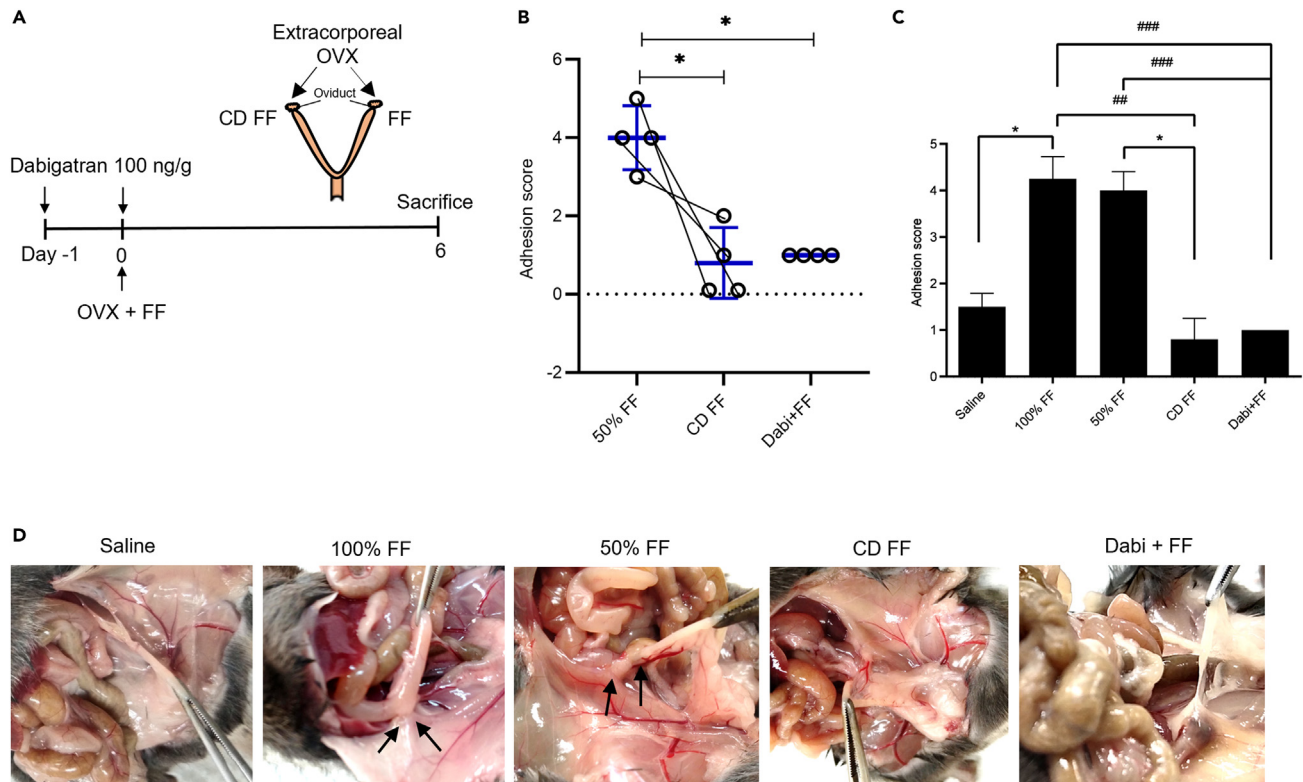 A
Extracorporeal
OVX
Oviduct
CD FF
FF
Dabigatran 100 ng/g
Sacrifice
Day -1
0
6
OVX + FF
B
*
*
6
4
2
0
-2
Adhesion score
50% FF
CD FF
Dabi+FF
C
###
###
##
*
*
5
4
3
2
1
0
Adhesion score
Saline
100% FF
50% FF
CD FF
Dabi+FF
D
Saline
100% FF
50% FF
CD FF
Dabi + FF